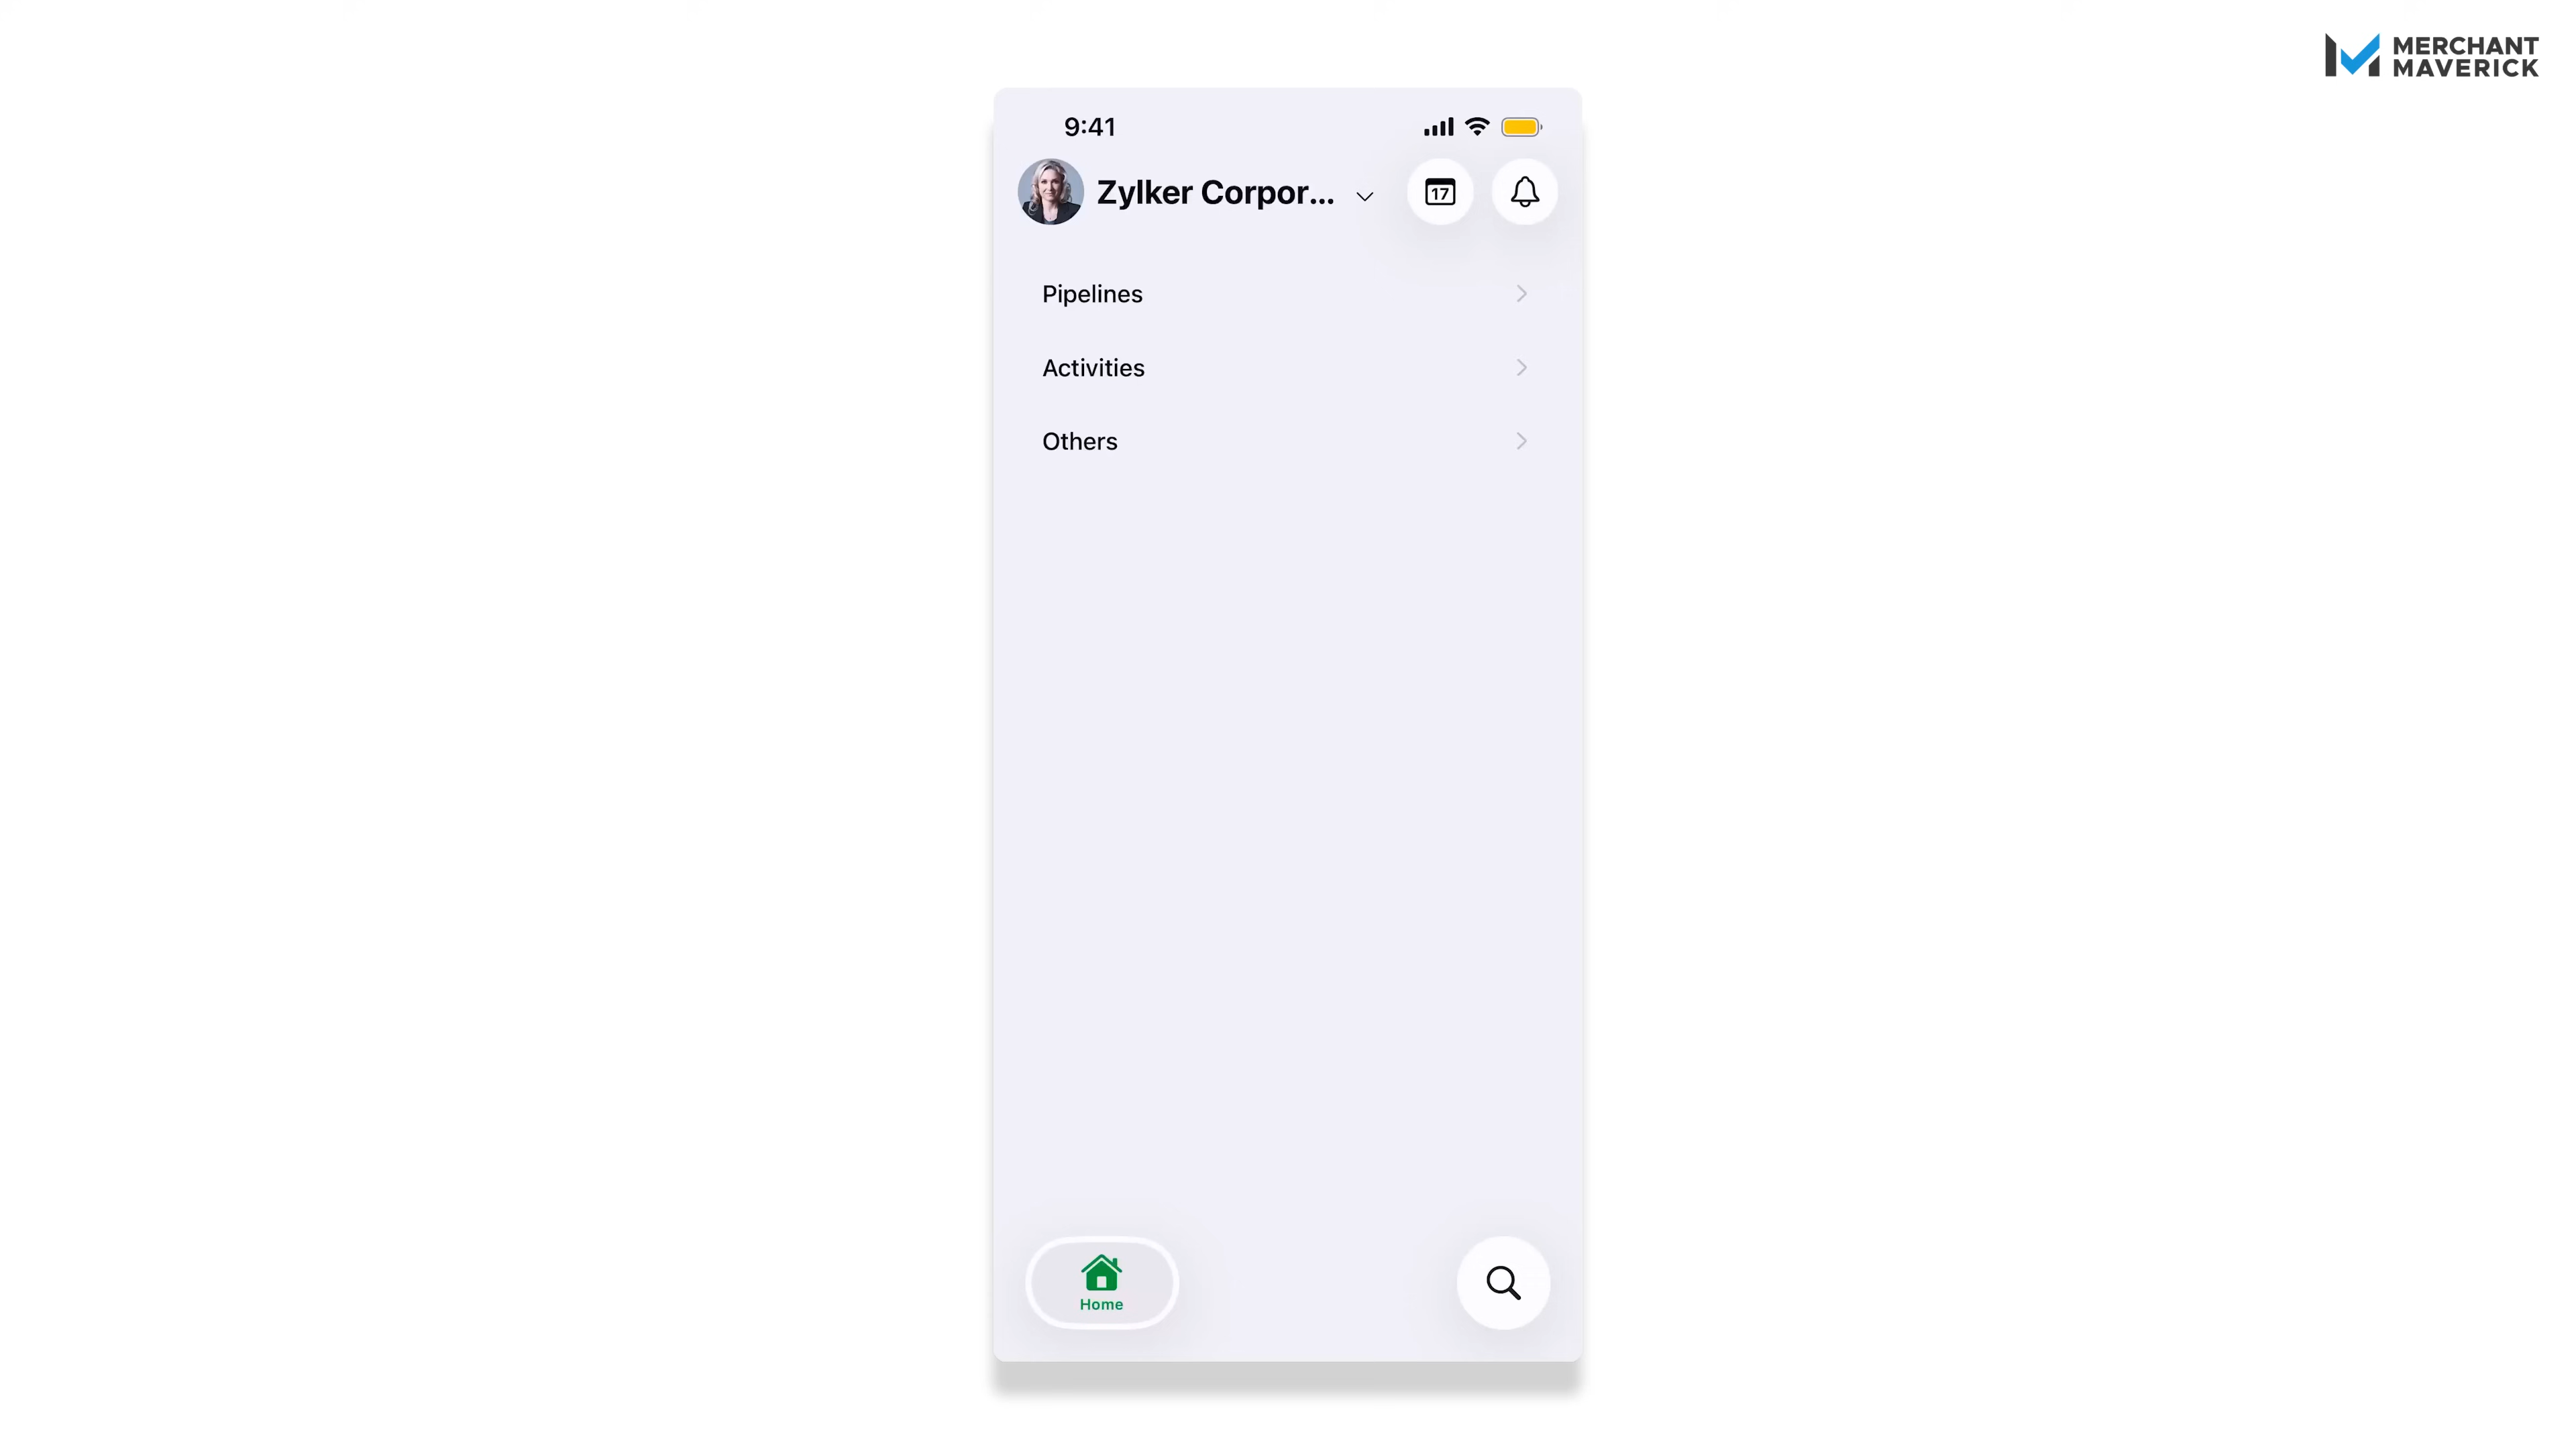 MERCHANT
MAVERICK
9:41
Zylker Corpor...
17
Pipelines
Activities
Others
Home